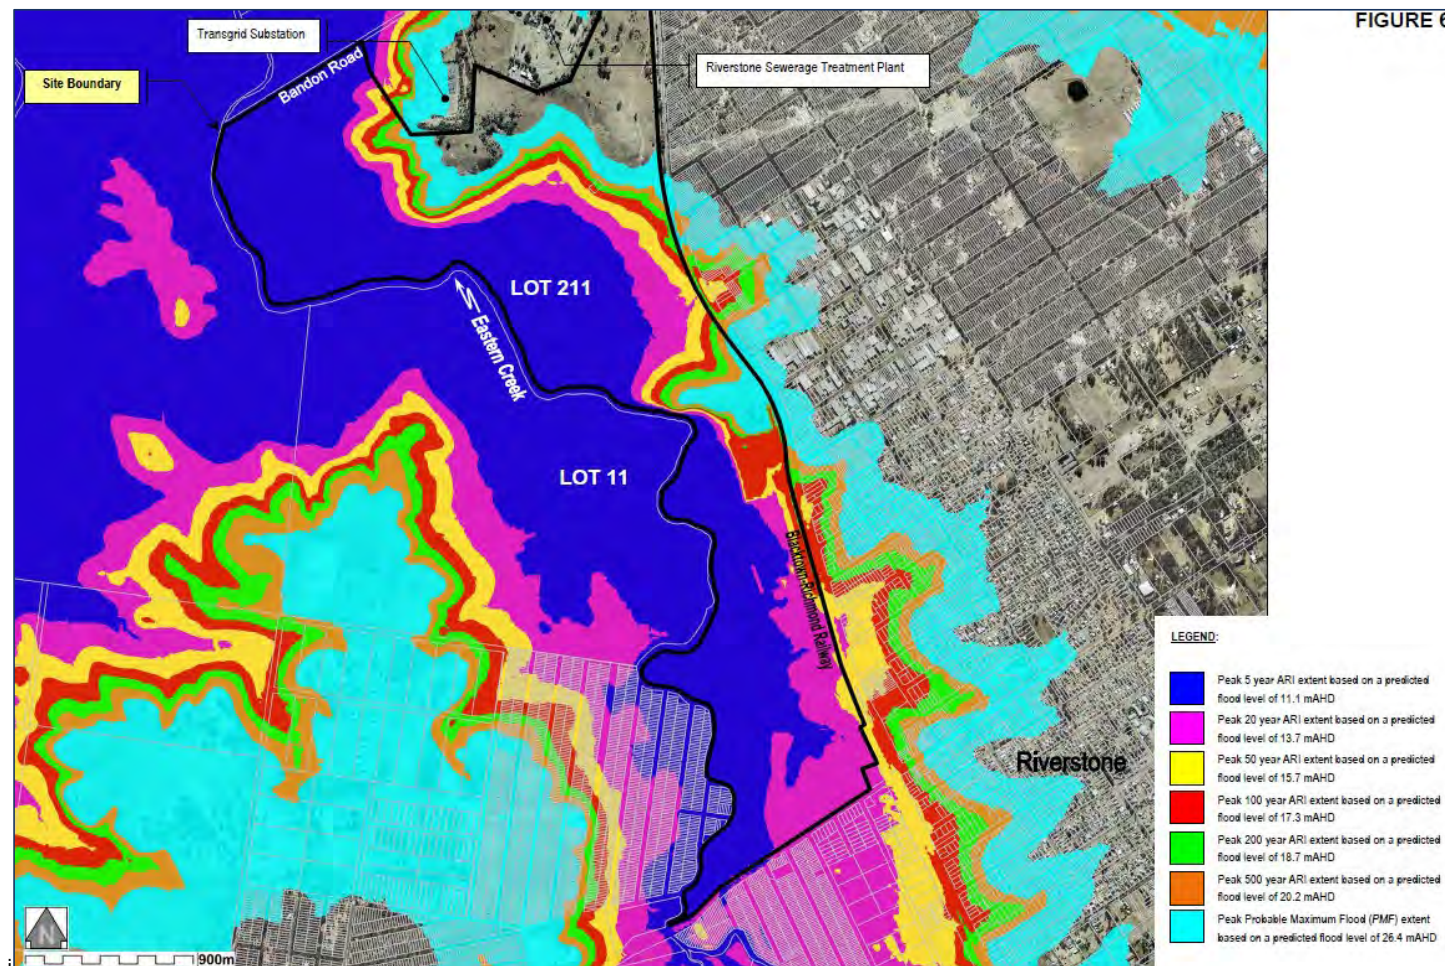 FIGURE 6
Transgrid Substation
Riverstone Sewerage Treatment Plant
Site Boundary
Bandon Road
LOT 211
Eastern Creek
LOT 11
Blacktown-Richmond Railway
Riverstone
LEGEND:
Peak 5 year ARI extent based on a predicted
flood level of 11.1 mAHD
Peak 20 year ARI extent based on a predicted
flood level of 13.7 mAHD
Peak 50 year ARI extent based on a predicted
flood level of 15.7 mAHD
Peak 100 year ARI extent based on a predicted
flood level of 17.3 mAHD
Peak 200 year ARI extent based on a predicted
flood level of 18.7 mAHD
Peak 500 year ARI extent based on a predicted
flood level of 20.2 mAHD
Peak Probable Maximum Flood (PMF) extent
based on a predicted flood level of 26.4 mAHD
N
900m